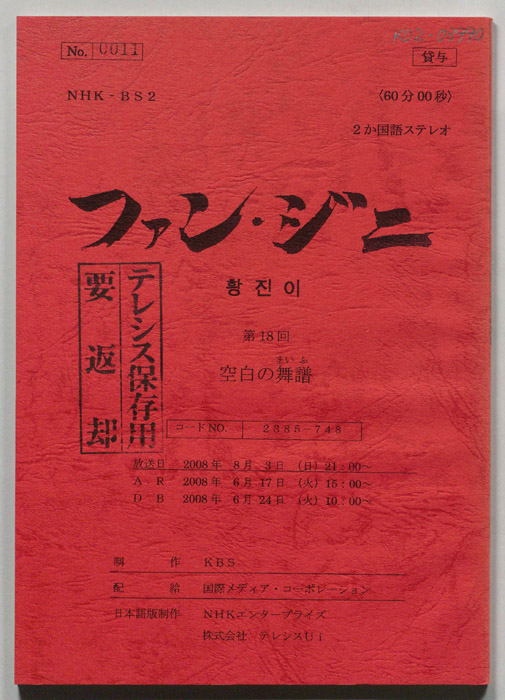 No. 0011
貸与
NHK-BS2
〈60分00秒〉
2か国語ステレオ
ファン・ジニ
황진이
第18回
まいふ
空白の舞譜
テレシス保存用
要返却
コードNO. 2385-748
放送日 2008年 8月 3日 (日) 21:00~
A R 2008年 6月17日 (火) 15:00~
D B 2008年 6月24日 (火) 10:00~
制作 KBS
配給 国際メディア・コーポレーション
日本語版制作 NHKエンタープライズ
株式会社 テレシスUi